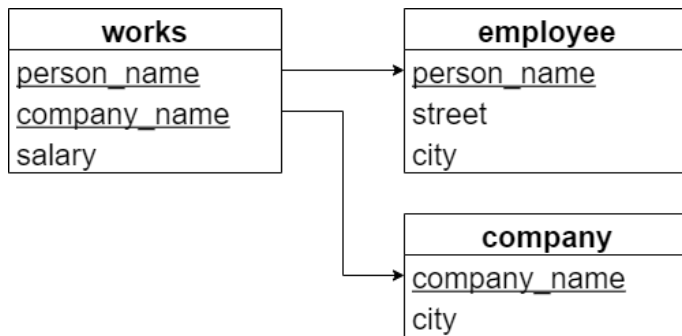 works
person_name
company_name
salary
employee
person_name
street
city
company
company_name
city